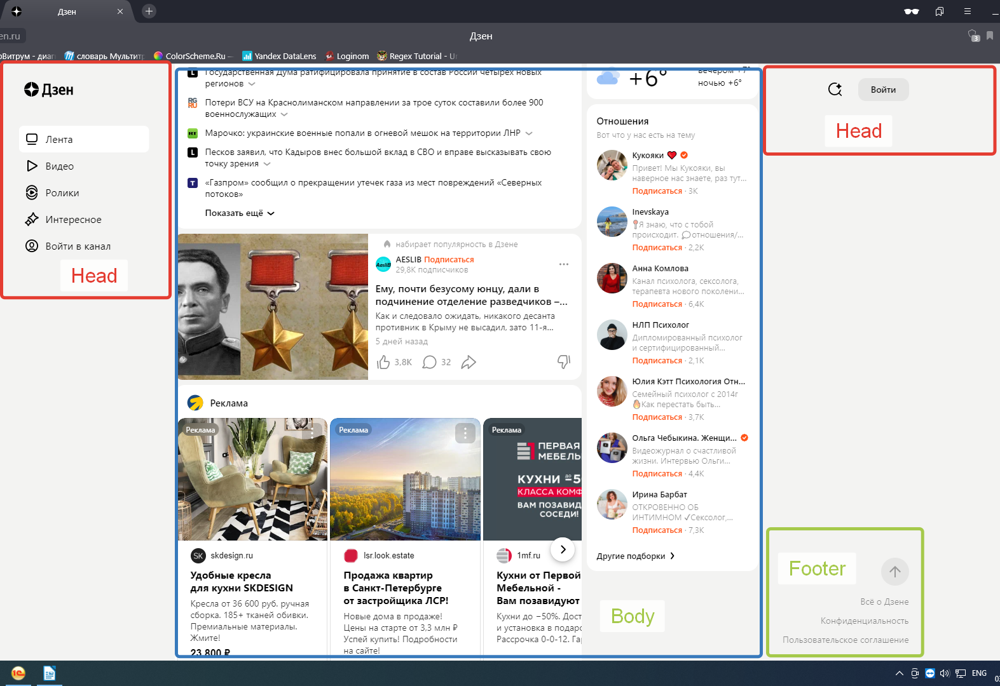 Дзен
en.ru
Дзен
3
оВитрум - диаг
словарь Мультитр
ColorScheme.Ru –
Yandex DataLens
Loginom
Regex Tutorial - Un
Дзен
Лента
Видео
Ролики
Интересное
Войти в канал
Head
Государственная Дума ратифицировала принятие в состав России четырех новых
регионов
RG
RU
Потери ВСУ на Краснолиманском направлении за трое суток составили более 900
военнослужащих
RT
Марочко: украинские военные попали в огневой мешок на территории ЛНР
L
Песков заявил, что Кадыров внес большой вклад в СВО и вправе высказывать свою
точку зрения
T
«Газпром» сообщил о прекращении утечек газа из мест повреждений «Северных
потоков»
Показать ещё
набирает популярность в Дзене
AESLIB Подписаться
29,8K подписчиков
Ему, почти безусому юнцу, дали в
подчинение отделение разведчиков –...
Как и следовало ожидать, никакого десанта
противник в Крыму не высадил, зато 11-я...
5 дней назад
3,8K
32
Реклама
Реклама
skdesign.ru
SK
Удобные кресла
для кухни SKDESIGN
Кресла от 36 600 руб. ручная
сборка. 185+ тканей обивки.
Премиальные материалы.
Жмите!
23 800 ₽
Реклама
lsr.look.estate
Продажа квартир
в Санкт-Петербурге
от застройщика ЛСР!
Новые дома в продаже!
Цены на старте от 3,3 млн ₽
Успей купить! Подробности
на сайте!
Реклама
ПЕРВАЯ
МЕБЕЛЬ
КУХНИ до –5
КЛАССА КОМФ
ВАМ ПОЗАВИД
СОСЕДИ!
1mf.ru
Кухни от Первой
Мебельной -
Вам позавидуют
Кухни до –50%. Дост
и установка в подаро
Рассрочка 0-0-12. Гар
+6°
вечером +7°
ночью +6°
Отношения
Вот что у нас есть на тему
Кукояки
Привет! Мы Кукояки, вы
наверное нас знаете, раз тут...
Подписаться · 3K
Inevskaya
Я знаю, что с тобой
происходит. отношения/...
Подписаться · 2,2K
Анна Комлова
Канал психолога, сексолога,
терапевта нового поколени...
Подписаться · 6,4K
НЛП Психолог
Дипломированный психолог
и сертифицированный...
Подписаться · 2,1K
Юлия Кэтт Психология Отн...
Семейный психолог с 2014г
Как перестать быть...
Подписаться · 3,7K
Ольга Чебыкина. Женщи...
Видеожурнал о счастливой
жизни. Интервью Ольги...
Подписаться · 4,4K
Ирина Барбат
ОТКРОВЕННО ОБ
ИНТИМНОМ ✓Сексолог,...
Подписаться · 7,3K
Другие подборки
Body
Войти
Head
Footer
Всё о Дзене
Конфиденциальность
Пользовательское соглашение
1С
ENG